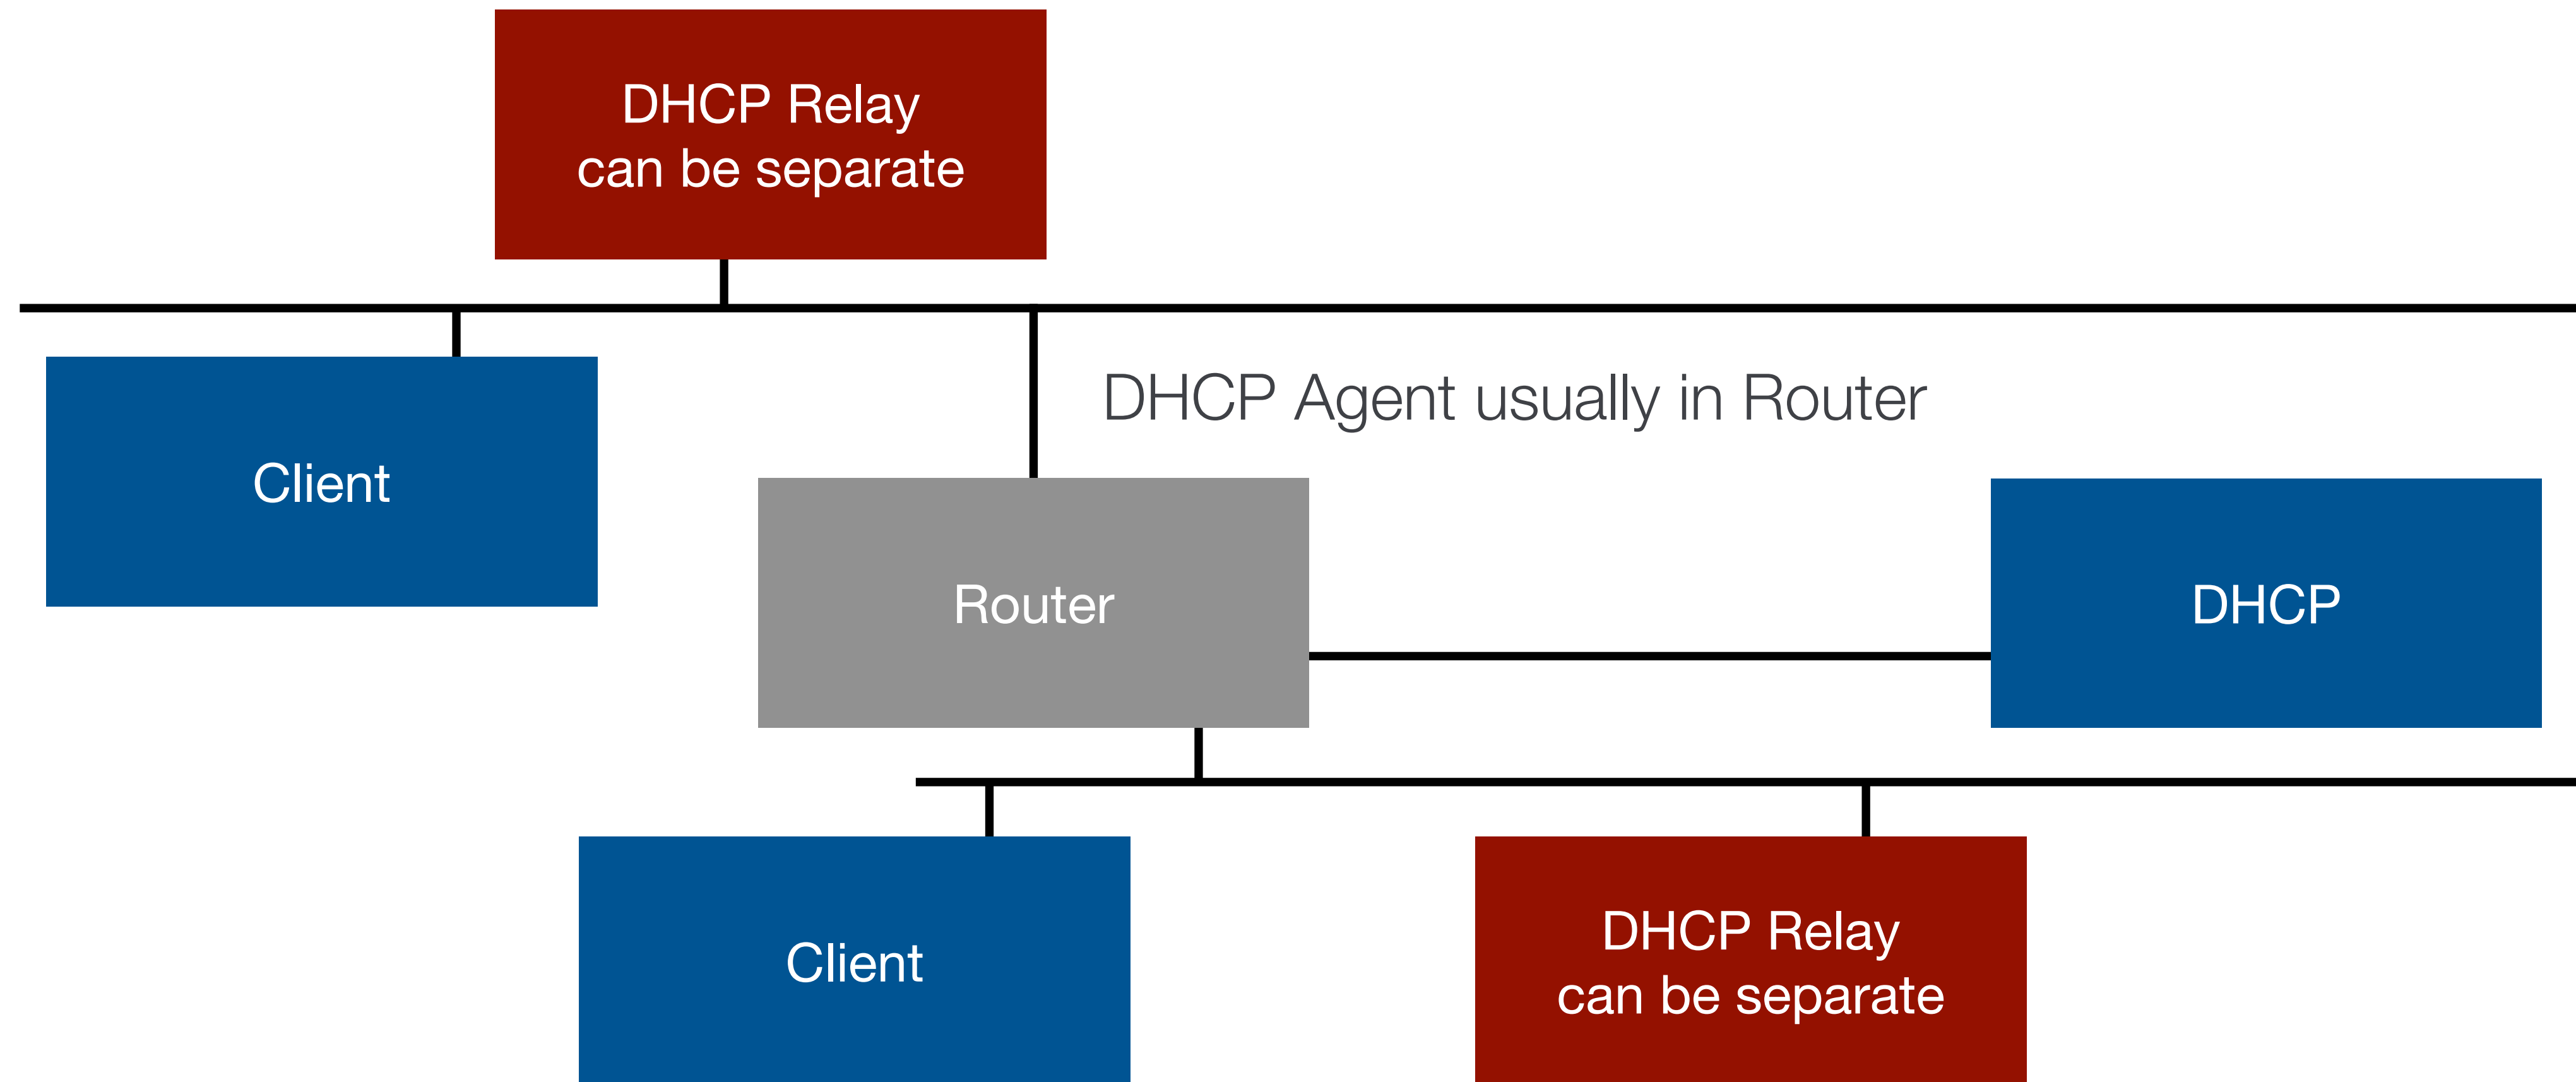 DHCP Relay
can be separate
DHCP Agent usually in Router
Client
Router
DHCP
Client
DHCP Relay
can be separate